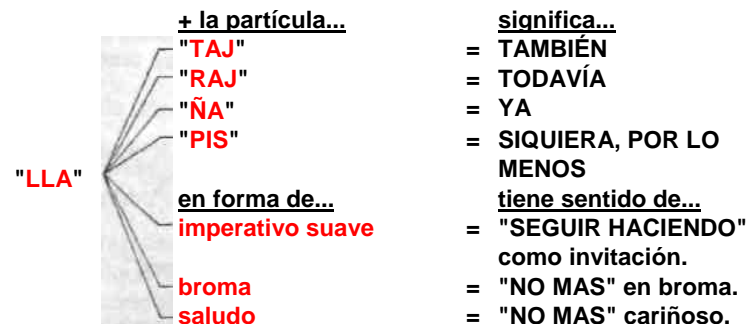 + la partícula... significa...
"TAJ" = TAMBIÉN
"RAJ" = TODAVÍA
"ÑA" = YA
"PIS" = SIQUIERA, POR LO
MENOS
"LLA"
en forma de... tiene sentido de...
imperativo suave = "SEGUIR HACIENDO"
como invitación.
broma = "NO MAS" en broma.
saludo = "NO MAS" cariñoso.